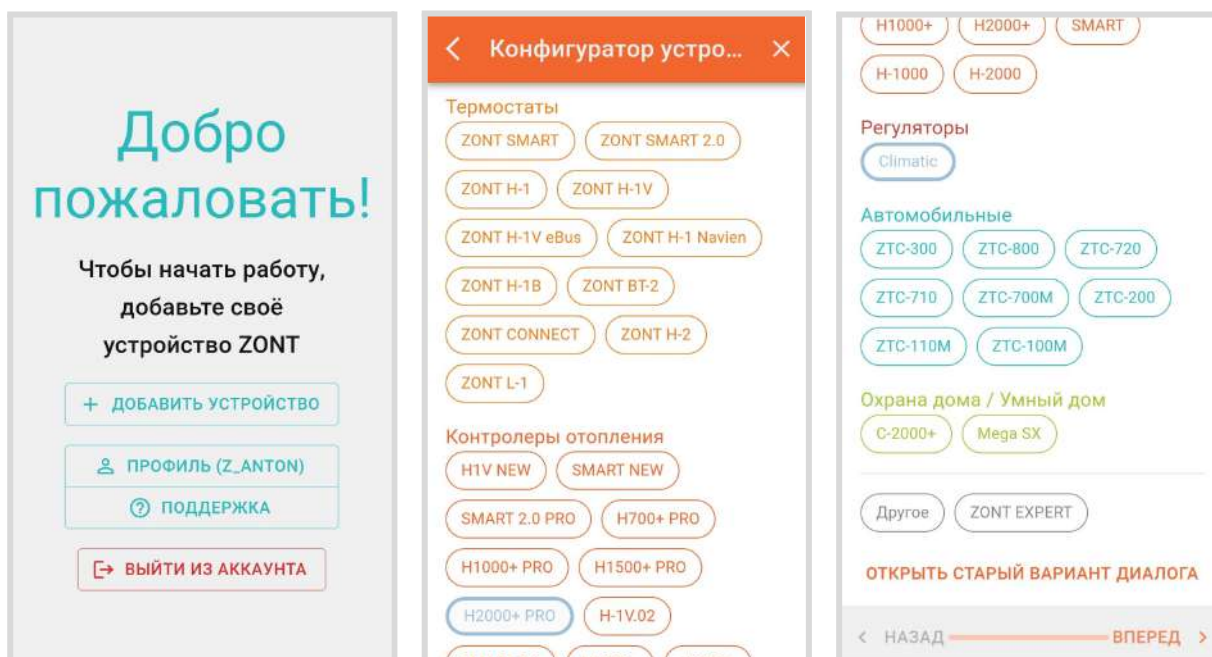 Добро
пожаловать!
Чтобы начать работу,
добавьте своё
устройство ZONT
+ ДОБАВИТЬ УСТРОЙСТВО
ПРОФИЛЬ (Z_ANTON)
ПОДДЕРЖКА
ВЫЙТИ ИЗ АККАУНТА
Конфигуратор устро...
Термостаты
ZONT SMART ZONT SMART 2.0
ZONT H-1 ZONT H-1V
ZONT H-1V eBus ZONT H-1 Navien
ZONT H-1B ZONT BT-2
ZONT CONNECT ZONT H-2
ZONT L-1
Контролеры отопления
H1V NEW SMART NEW
SMART 2.0 PRO H700+ PRO
H1000+ PRO H1500+ PRO
H2000+ PRO H-1V.02
H1000+ H2000+ SMART
H-1000 H-2000
Регуляторы
Climatic
Автомобильные
ZTC-300 ZTC-800 ZTC-720
ZTC-710 ZTC-700M ZTC-200
ZTC-110M ZTC-100M
Охрана дома / Умный дом
C-2000+ Mega SX
Другое ZONT EXPERT
ОТКРЫТЬ СТАРЫЙ ВАРИАНТ ДИАЛОГА
НАЗАД ВПЕРЕД